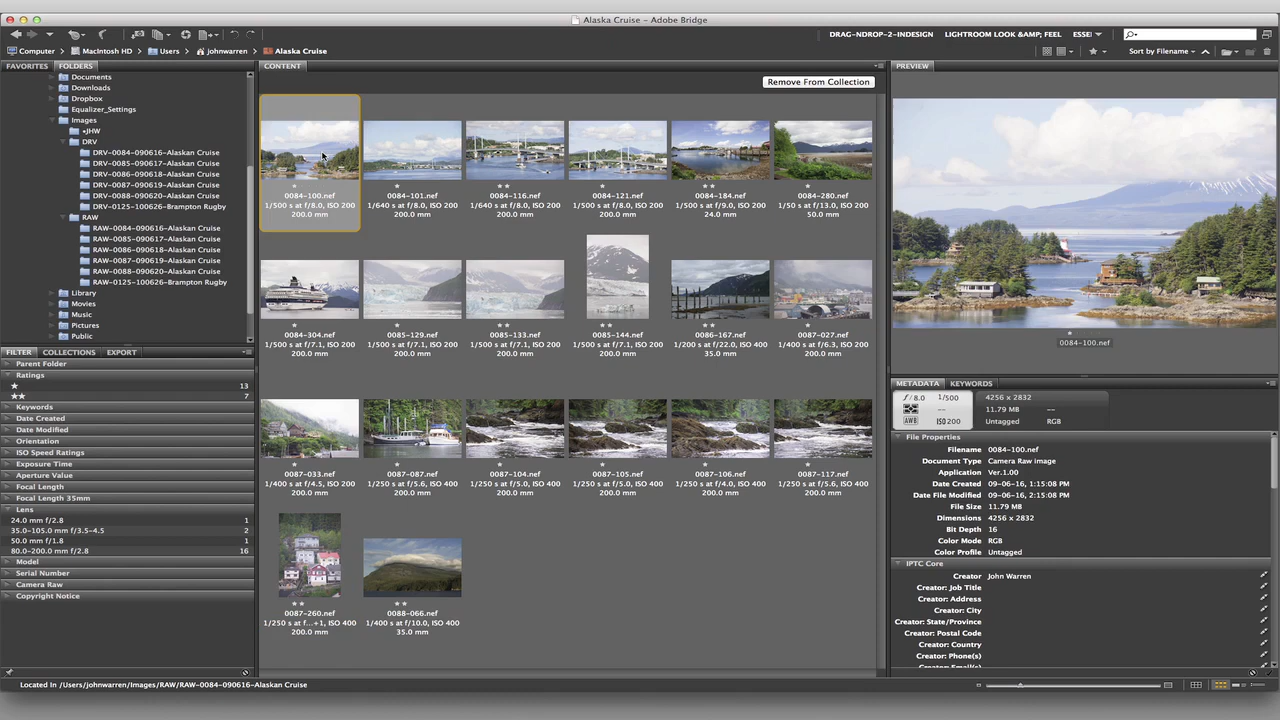 Alaska Cruise – Adobe Bridge
DRAG-NDROP-2-INDESIGN LIGHTROOM LOOK &AMP; FEEL ESSEI
Computer MacIntosh HD Users johnwarren Alaska Cruise
Sort by Filename
FAVORITES FOLDERS
Documents
Downloads
Dropbox
Equalizer_Settings
Images
•JHW
DRV
DRV-0084-090616-Alaskan Cruise
DRV-0085-090617-Alaskan Cruise
DRV-0086-090618-Alaskan Cruise
DRV-0087-090619-Alaskan Cruise
DRV-0088-090620-Alaskan Cruise
DRV-0125-100626-Brampton Rugby
RAW
RAW-0084-090616-Alaskan Cruise
RAW-0085-090617-Alaskan Cruise
RAW-0086-090618-Alaskan Cruise
RAW-0087-090619-Alaskan Cruise
RAW-0088-090620-Alaskan Cruise
RAW-0125-100626-Brampton Rugby
Library
Movies
Music
Pictures
Public
FILTER COLLECTIONS EXPORT
Parent Folder
Ratings
★ 13
★★ 7
Keywords
Date Created
Date Modified
Orientation
ISO Speed Ratings
Exposure Time
Aperture Value
Focal Length
Focal Length 35mm
Lens
24.0 mm f/2.8 1
35.0-105.0 mm f/3.5-4.5 2
50.0 mm f/1.8 1
80.0-200.0 mm f/2.8 16
Model
Serial Number
Camera Raw
Copyright Notice
CONTENT
Remove From Collection
0084-100.nef 0084-101.nef 0084-116.nef 0084-121.nef 0084-184.nef 0084-280.nef
1/500 s at f/8.0, ISO 200 1/640 s at f/8.0, ISO 200 1/640 s at f/8.0, ISO 200 1/500 s at f/8.0, ISO 200 1/500 s at f/9.0, ISO 200 1/50 s at f/13.0, ISO 200
200.0 mm 200.0 mm 200.0 mm 200.0 mm 24.0 mm 50.0 mm
0084-304.nef 0085-129.nef 0085-133.nef 0085-144.nef 0086-167.nef 0087-027.nef
1/500 s at f/7.1, ISO 200 1/500 s at f/7.1, ISO 200 1/500 s at f/7.1, ISO 200 1/500 s at f/7.1, ISO 200 1/200 s at f/22.0, ISO 400 1/400 s at f/6.3, ISO 400
200.0 mm 200.0 mm 200.0 mm 200.0 mm 35.0 mm 200.0 mm
0087-033.nef 0087-087.nef 0087-104.nef 0087-105.nef 0087-106.nef 0087-117.nef
1/400 s at f/4.5, ISO 400 1/250 s at f/5.6, ISO 400 1/250 s at f/5.0, ISO 400 1/250 s at f/5.0, ISO 400 1/250 s at f/4.0, ISO 400 1/250 s at f/5.6, ISO 400
200.0 mm 200.0 mm 200.0 mm 200.0 mm 200.0 mm 200.0 mm
0087-260.nef 0088-066.nef
1/250 s at f...+1, ISO 400 1/400 s at f/10.0, ISO 400
200.0 mm 35.0 mm
PREVIEW
0084-100.nef
METADATA KEYWORDS
f/8.0 1/500 4256 x 2832
-- 11.79 MB --
AWB ISO200 Untagged RGB
File Properties
Filename 0084-100.nef
Document Type Camera Raw image
Application Ver.1.00
Date Created 09-06-16, 1:15:08 PM
Date File Modified 09-06-16, 2:15:08 PM
File Size 11.79 MB
Dimensions 4256 x 2832
Bit Depth 16
Color Mode RGB
Color Profile Untagged
IPTC Core
Creator John Warren
Creator: Job Title
Creator: Address
Creator: City
Creator: State/Province
Creator: Postal Code
Creator: Country
Creator: Phone(s)
Creator: Email(s)
Located In /Users/johnwarren/Images/RAW/RAW-0084-090616-Alaskan Cruise